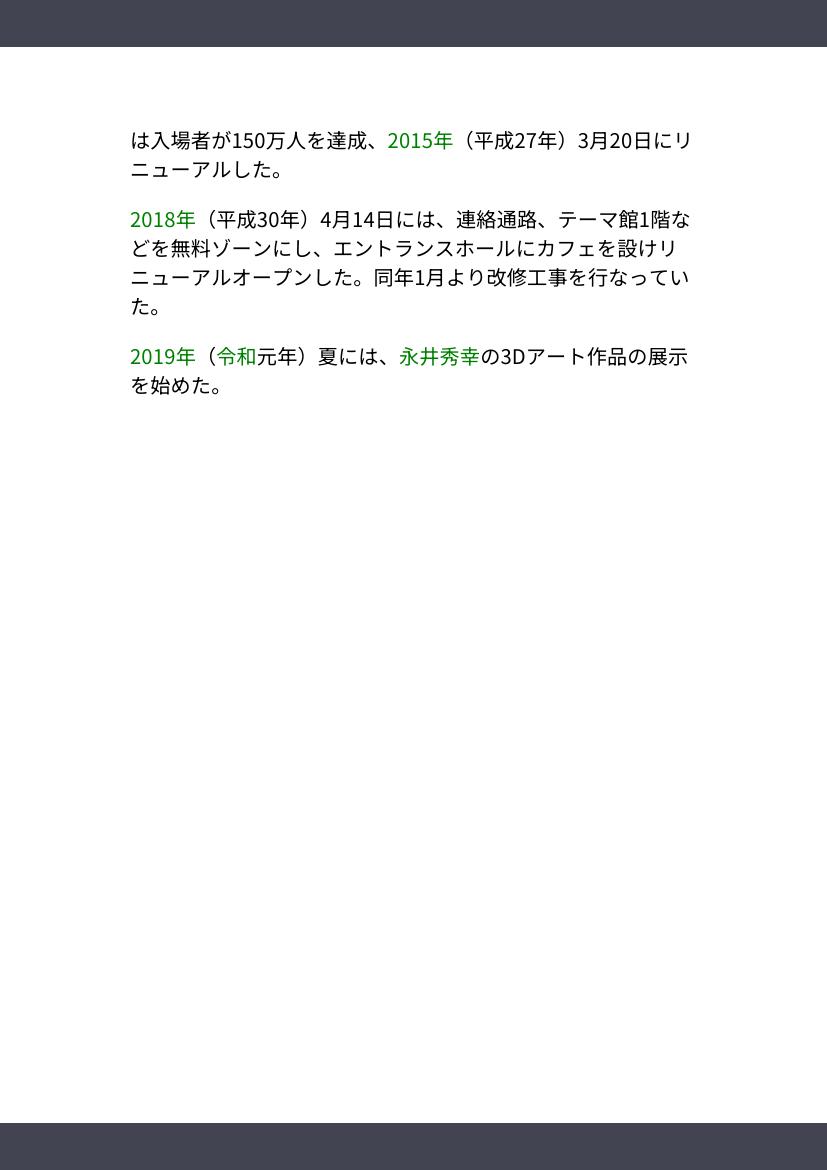 は入場者が150万人を達成、2015年（平成27年）3月20日にリ
ニューアルした。
2018年（平成30年）4月14日には、連絡通路、テーマ館1階な
どを無料ゾーンにし、エントランスホールにカフェを設けリ
ニューアルオープンした。同年1月より改修工事を行なってい
た。
2019年（令和元年）夏には、永井秀幸の3Dアート作品の展示
を始めた。